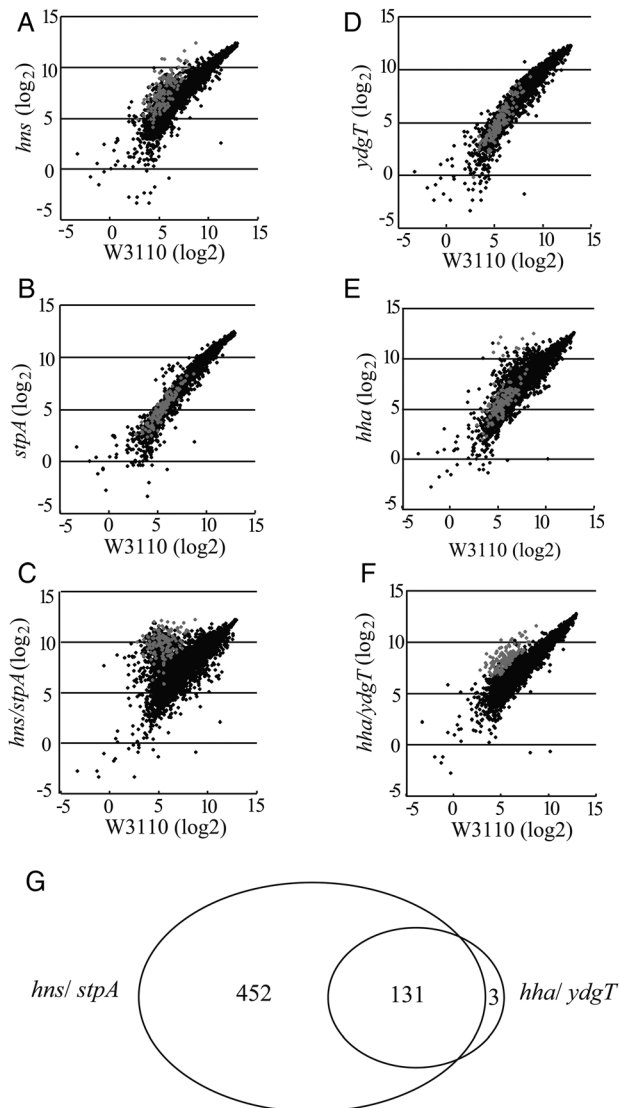 A
15
10
5
0
-5
hns (log2)
-5 0 5 10 15
W3110 (log2)
D
15
10
5
0
-5
ydgT (log2)
-5 0 5 10 15
W3110 (log2)
B
15
10
5
0
-5
stpA (log2)
-5 0 5 10 15
W3110 (log2)
E
15
10
5
0
-5
hha (log2)
-5 0 5 10 15
W3110 (log2)
C
15
10
5
0
-5
hns/stpA (log2)
-5 0 5 10 15
W3110 (log2)
F
15
10
5
0
-5
hha/ydgT (log2)
-5 0 5 10 15
W3110 (log2)
G
hns/ stpA
452
131
3
hha/ ydgT